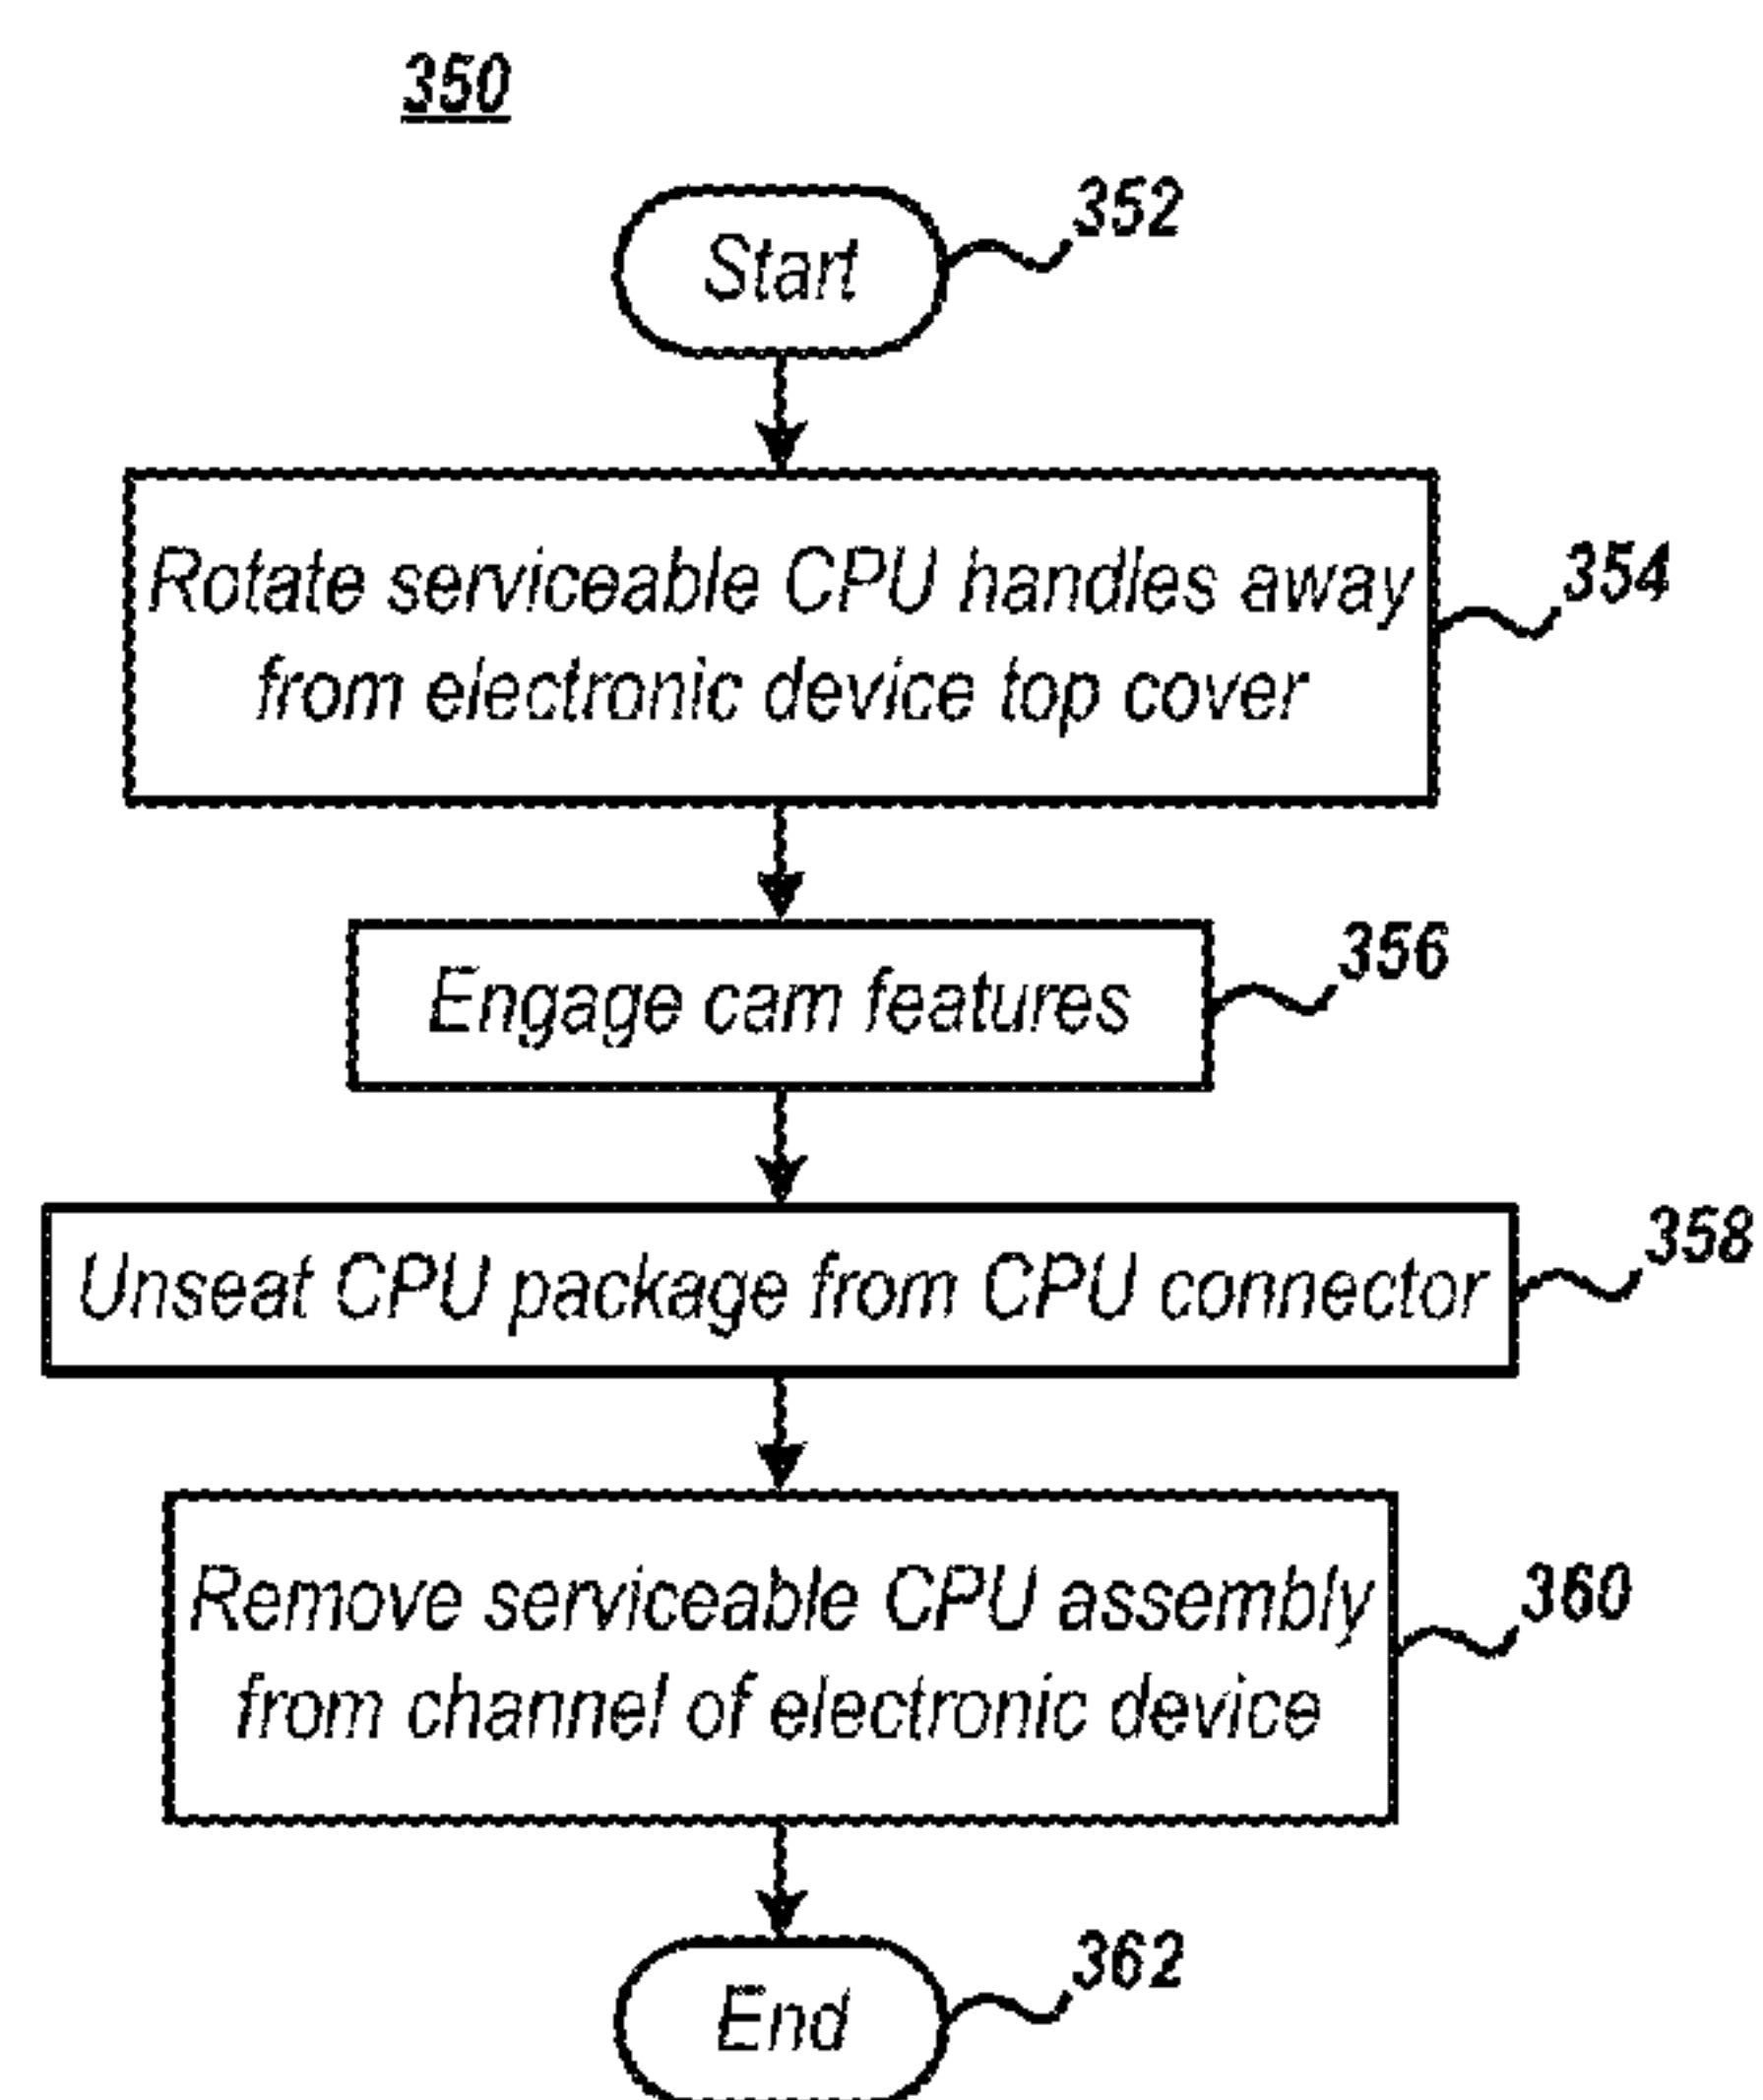 350
Start
352
Rotate serviceable CPU handles away
from electronic device top cover
354
Engage cam features
356
Unseat CPU package from CPU connector
358
Remove serviceable CPU assembly
from channel of electronic device
360
End
362